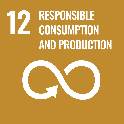 12 RESPONSIBLE
CONSUMPTION
AND PRODUCTION